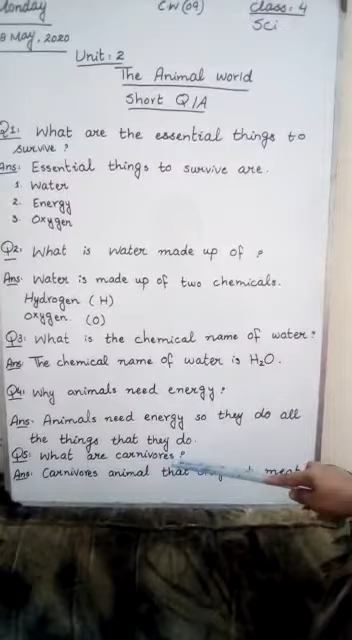 Monday
CW(09)
Class: 4
8 May, 2020
Sci
Unit: 2
The Animal world
Short Q/A
Q1: What are the essential things to
survive?
Ans: Essential things to survive are.
1. Water
2. Energy
3. Oxygen
Q2: What is water made up of?
Ans: Water is made up of two chemicals.
Hydrogen (H)
Oxygen. (O)
Q3: What is the chemical name of water?
Ans: The chemical name of water is H₂O.
Q4: Why animals need energy?
Ans: Animals need energy so they do all
the things that they do.
Q5: What are carnivores?
Ans: Carnivores animal that meat